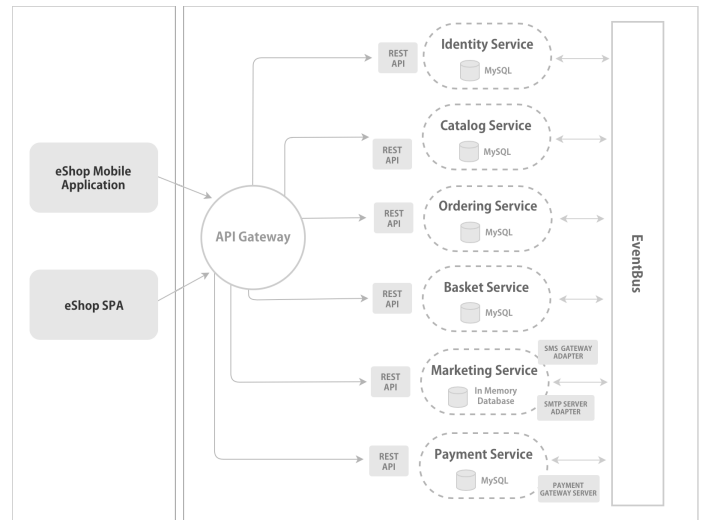 REST
API
Identity Service
MySQL
REST
API
Catalog Service
MySQL
eShop Mobile
Application
API Gateway
REST
API
Ordering Service
MySQL
EventBus
eShop SPA
REST
API
Basket Service
MySQL
SMS GATEWAY
ADAPTER
REST
API
Marketing Service
In Memory
Database
SMTP SERVER
ADAPTER
REST
API
Payment Service
MySQL
PAYMENT
GATEWAY SERVER